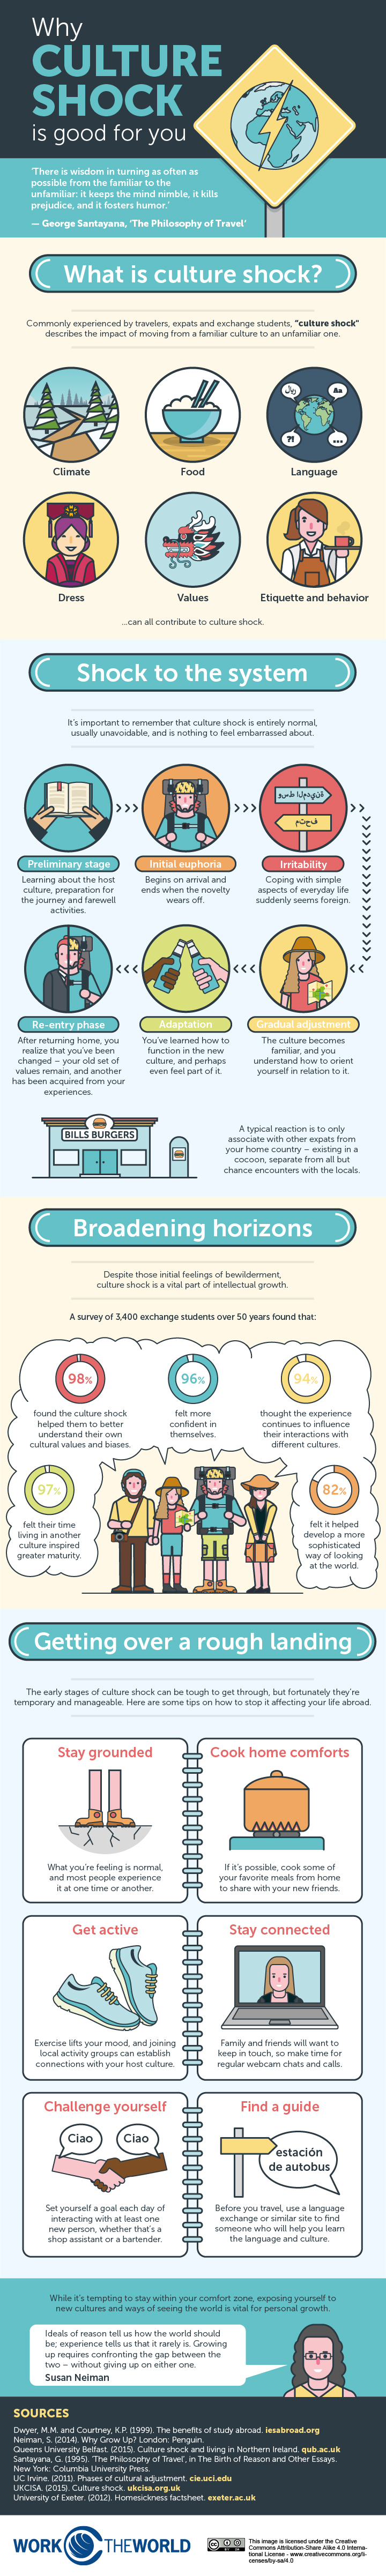 Why
CULTURE
SHOCK
is good for you
'There is wisdom in turning as often as
possible from the familiar to the
unfamiliar: it keeps the mind nimble, it kills
prejudice, and it fosters humor.'
— George Santayana, 'The Philosophy of Travel'
What is culture shock?
Commonly experienced by travelers, expats and exchange students, "culture shock"
describes the impact of moving from a familiar culture to an unfamiliar one.
Aa
?!
...
Climate
Food
Language
Dress
Values
Etiquette and behavior
...can all contribute to culture shock.
Shock to the system
It's important to remember that culture shock is entirely normal,
usually unavoidable, and is nothing to feel embarrassed about.
Preliminary stage
Learning about the host
culture, preparation for
the journey and farewell
activities.
Initial euphoria
Begins on arrival and
ends when the novelty
wears off.
Irritability
Coping with simple
aspects of everyday life
suddenly seems foreign.
Re-entry phase
After returning home, you
realize that you've been
changed – your old set of
values remain, and another
has been acquired from your
experiences.
Adaptation
You've learned how to
function in the new
culture, and perhaps
even feel part of it.
Gradual adjustment
The culture becomes
familiar, and you
understand how to orient
yourself in relation to it.
BILLS BURGERS
A typical reaction is to only
associate with other expats from
your home country – existing in a
cocoon, separate from all but
chance encounters with the locals.
Broadening horizons
Despite those initial feelings of bewilderment,
culture shock is a vital part of intellectual growth.
A survey of 3,400 exchange students over 50 years found that:
98%
found the culture shock
helped them to better
understand their own
cultural values and biases.
96%
felt more
confident in
themselves.
94%
thought the experience
continues to influence
their interactions with
different cultures.
97%
felt their time
living in another
culture inspired
greater maturity.
82%
felt it helped
develop a more
sophisticated
way of looking
at the world.
Getting over a rough landing
The early stages of culture shock can be tough to get through, but fortunately they're
temporary and manageable. Here are some tips on how to stop it affecting your life abroad.
Stay grounded
What you're feeling is normal,
and most people experience
it at one time or another.
Cook home comforts
If it's possible, cook some of
your favorite meals from home
to share with your new friends.
Get active
Exercise lifts your mood, and joining
local activity groups can establish
connections with your host culture.
Stay connected
Family and friends will want to
keep in touch, so make time for
regular webcam chats and calls.
Challenge yourself
Ciao
Ciao
Set yourself a goal each day of
interacting with at least one
new person, whether that's a
shop assistant or a bartender.
Find a guide
estación
de autobus
Before you travel, use a language
exchange or similar site to find
someone who will help you learn
the language and culture.
While it's tempting to stay within your comfort zone, exposing yourself to
new cultures and ways of seeing the world is vital for personal growth.
Ideals of reason tell us how the world should
be; experience tells us that it rarely is. Growing
up requires confronting the gap between the
two – without giving up on either one.
Susan Neiman
SOURCES
Dwyer, M.M. and Courtney, K.P. (1999). The benefits of study abroad. iesabroad.org
Neiman, S. (2014). Why Grow Up? London: Penguin.
Queens University Belfast. (2015). Culture shock and living in Northern Ireland. qub.ac.uk
Santayana, G. (1995). 'The Philosophy of Travel', in The Birth of Reason and Other Essays.
New York: Columbia University Press.
UC Irvine. (2011). Phases of cultural adjustment. cie.uci.edu
UKCISA. (2015). Culture shock. ukcisa.org.uk
University of Exeter. (2012). Homesickness factsheet. exeter.ac.uk
WORK THE WORLD
This image is licensed under the Creative
Commons Attribution-Share Alike 4.0 Interna-
tional License - www.creativecommons.org/li-
censes/by-sa/4.0